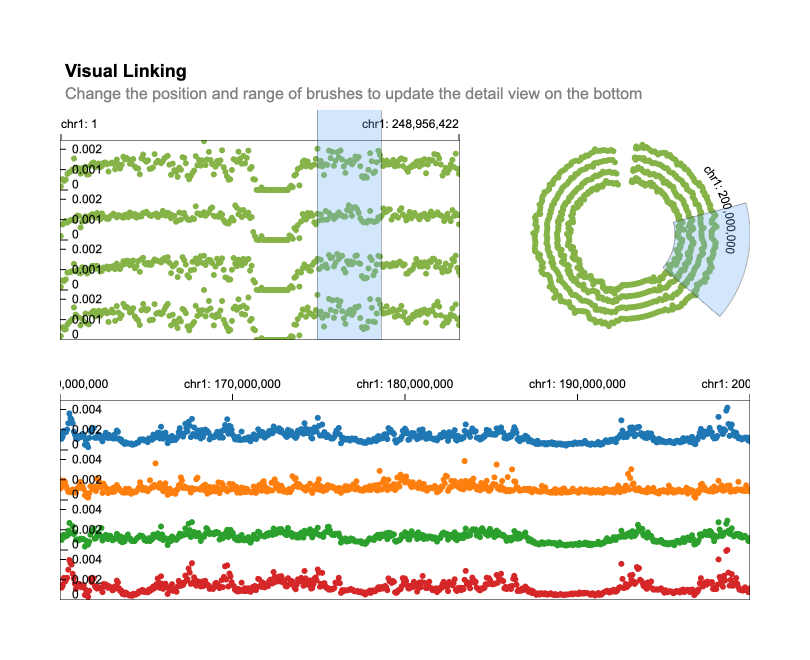 Visual Linking
Change the position and range of brushes to update the detail view on the bottom
chr1: 1
chr1: 248,956,422
0.002
0.001
0
0.002
0.001
0
0.002
0.001
0
0.002
0.001
0
chr1: 200,000,000
),000,000
chr1: 170,000,000
chr1: 180,000,000
chr1: 190,000,000
chr1: 200
0.004
0.002
0
0.004
0.002
0
0.004
0.002
0
0.004
0.002
0